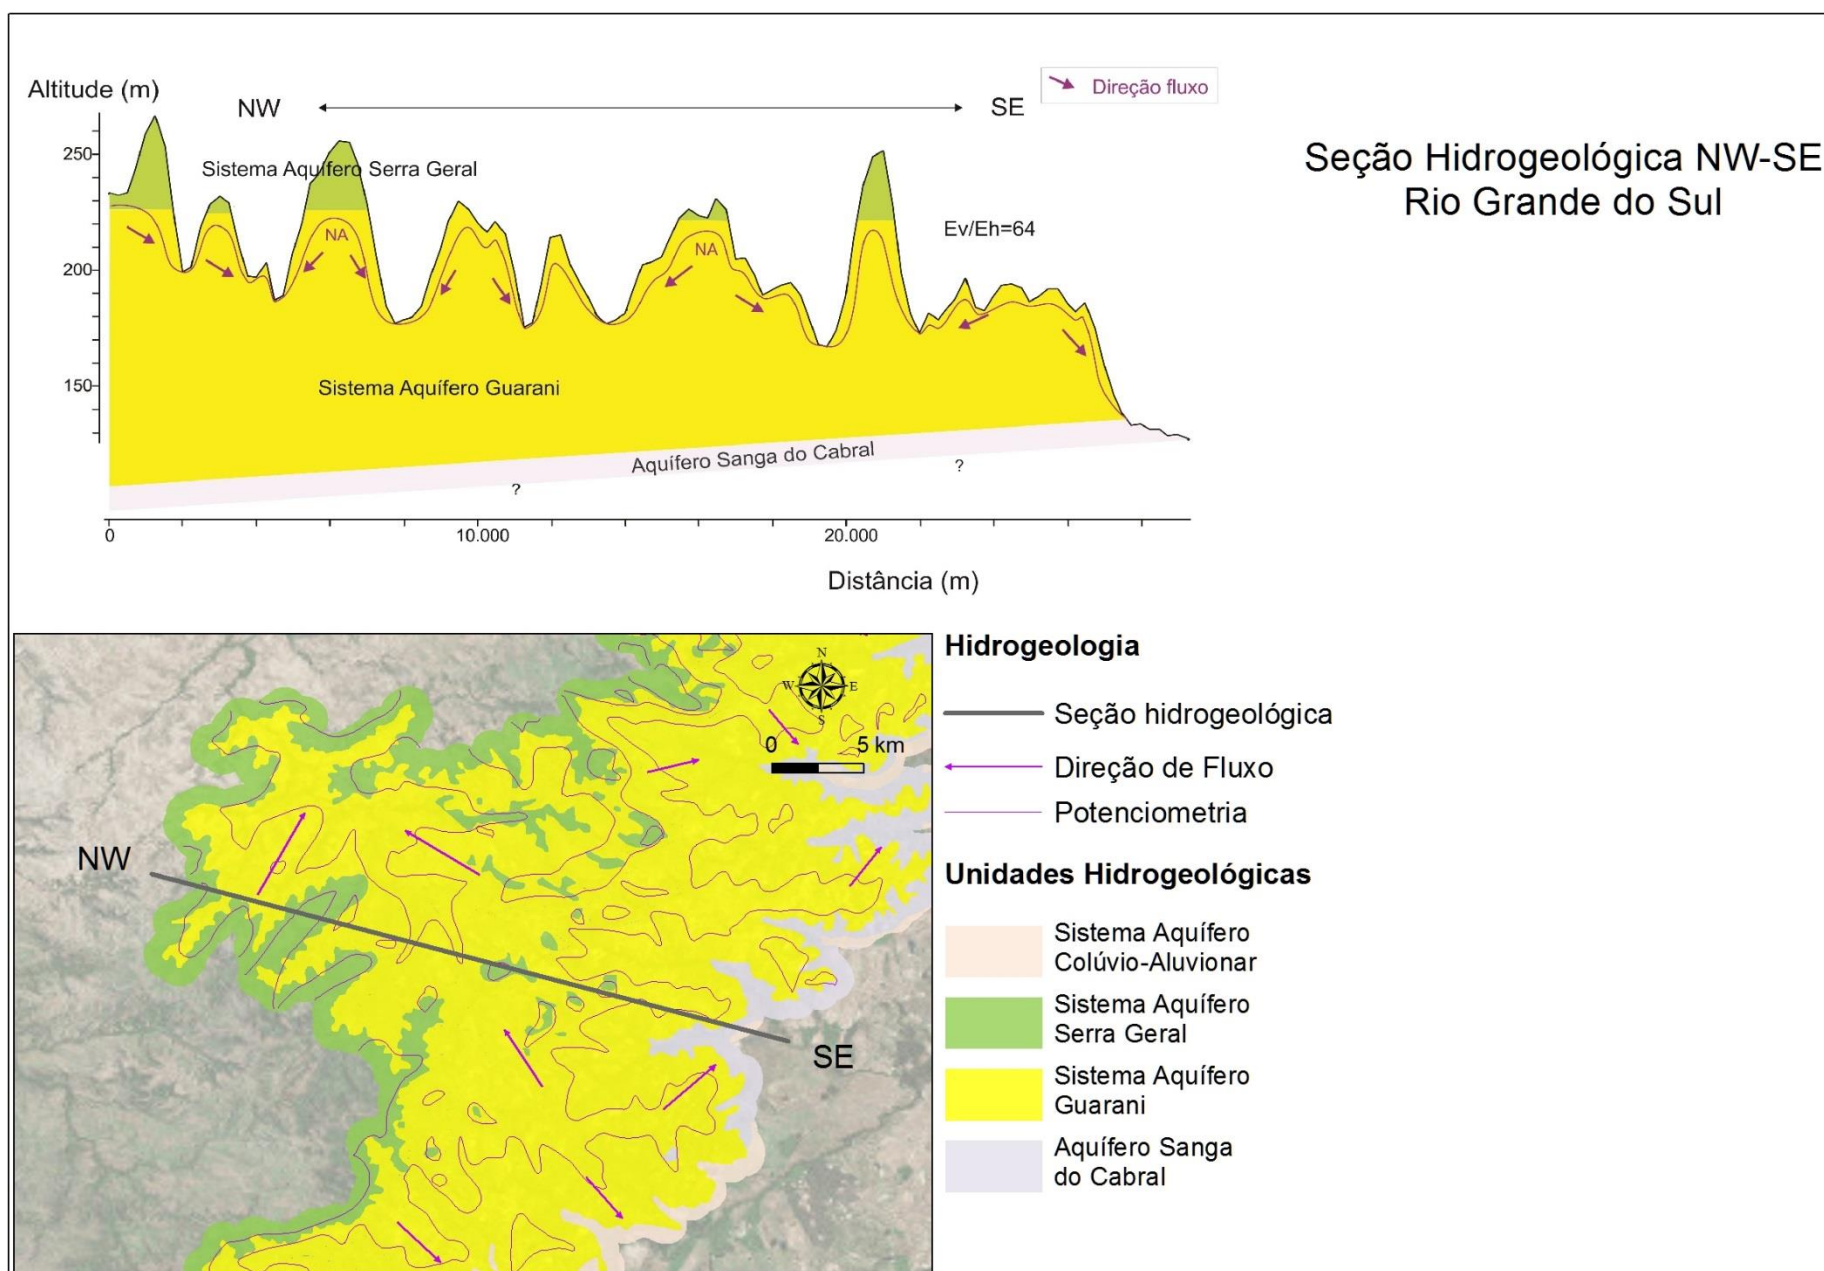 Altitude (m)
NW
SE
Direção fluxo
Seção Hidrogeológica NW-SE
Rio Grande do Sul
250
200
150
Sistema Aquífero Serra Geral
NA
NA
Ev/Eh=64
Sistema Aquífero Guarani
Aquífero Sanga do Cabral
?
?
0
10.000
20.000
Distância (m)
N
W
E
S
0
5 km
NW
SE
Hidrogeologia
Seção hidrogeológica
Direção de Fluxo
Potenciometria
Unidades Hidrogeológicas
Sistema Aquífero
Colúvio-Aluvionar
Sistema Aquífero
Serra Geral
Sistema Aquífero
Guarani
Aquífero Sanga
do Cabral